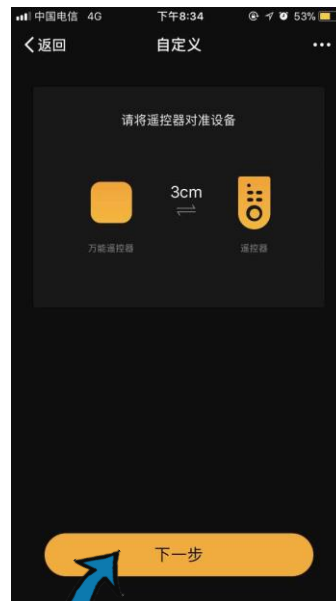 中国电信 4G 下午8:34 53%
返回 自定义 •••
请将遥控器对准设备
3cm
万能遥控器 遥控器
下一步